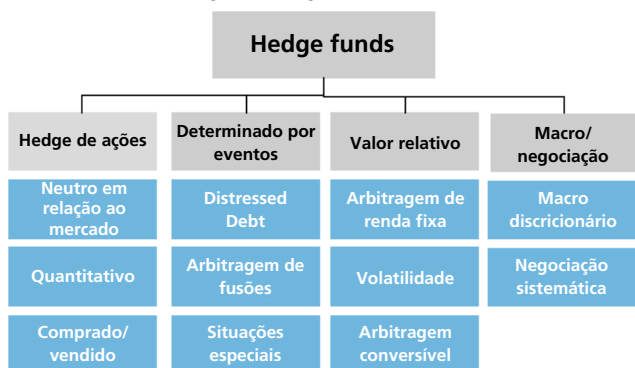 Hedge funds
Hedge de ações
Determinado por
eventos
Valor relativo
Macro/
negociação
Neutro em
relação ao
mercado
Distressed
Debt
Arbitragem de
renda fixa
Macro
discricionário
Quantitativo
Arbitragem de
fusões
Volatilidade
Negociação
sistemática
Comprado/
vendido
Situações
especiais
Arbitragem
conversível